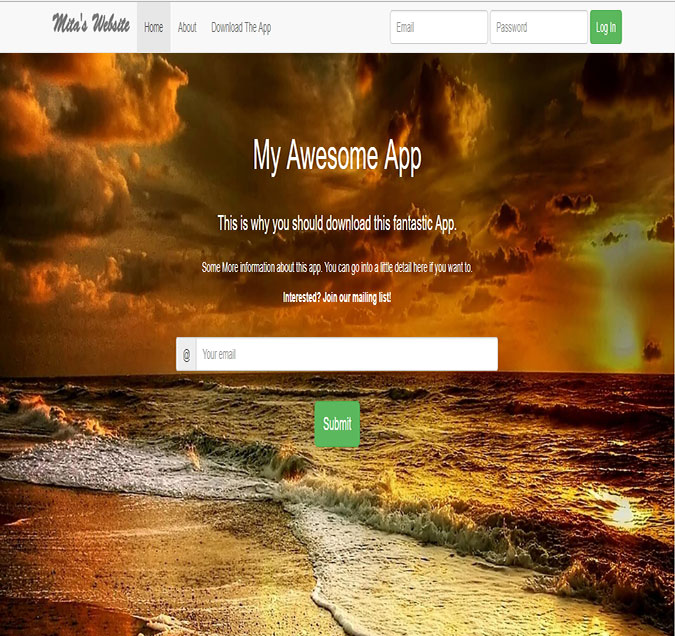 Mita's Website Home About Download The App Email Password Log In
My Awesome App
This is why you should download this fantastic App.
Some More information about this app. You can go into a little detail here if you want to.
Interested? Join our mailing list!
@ Your email
Submit